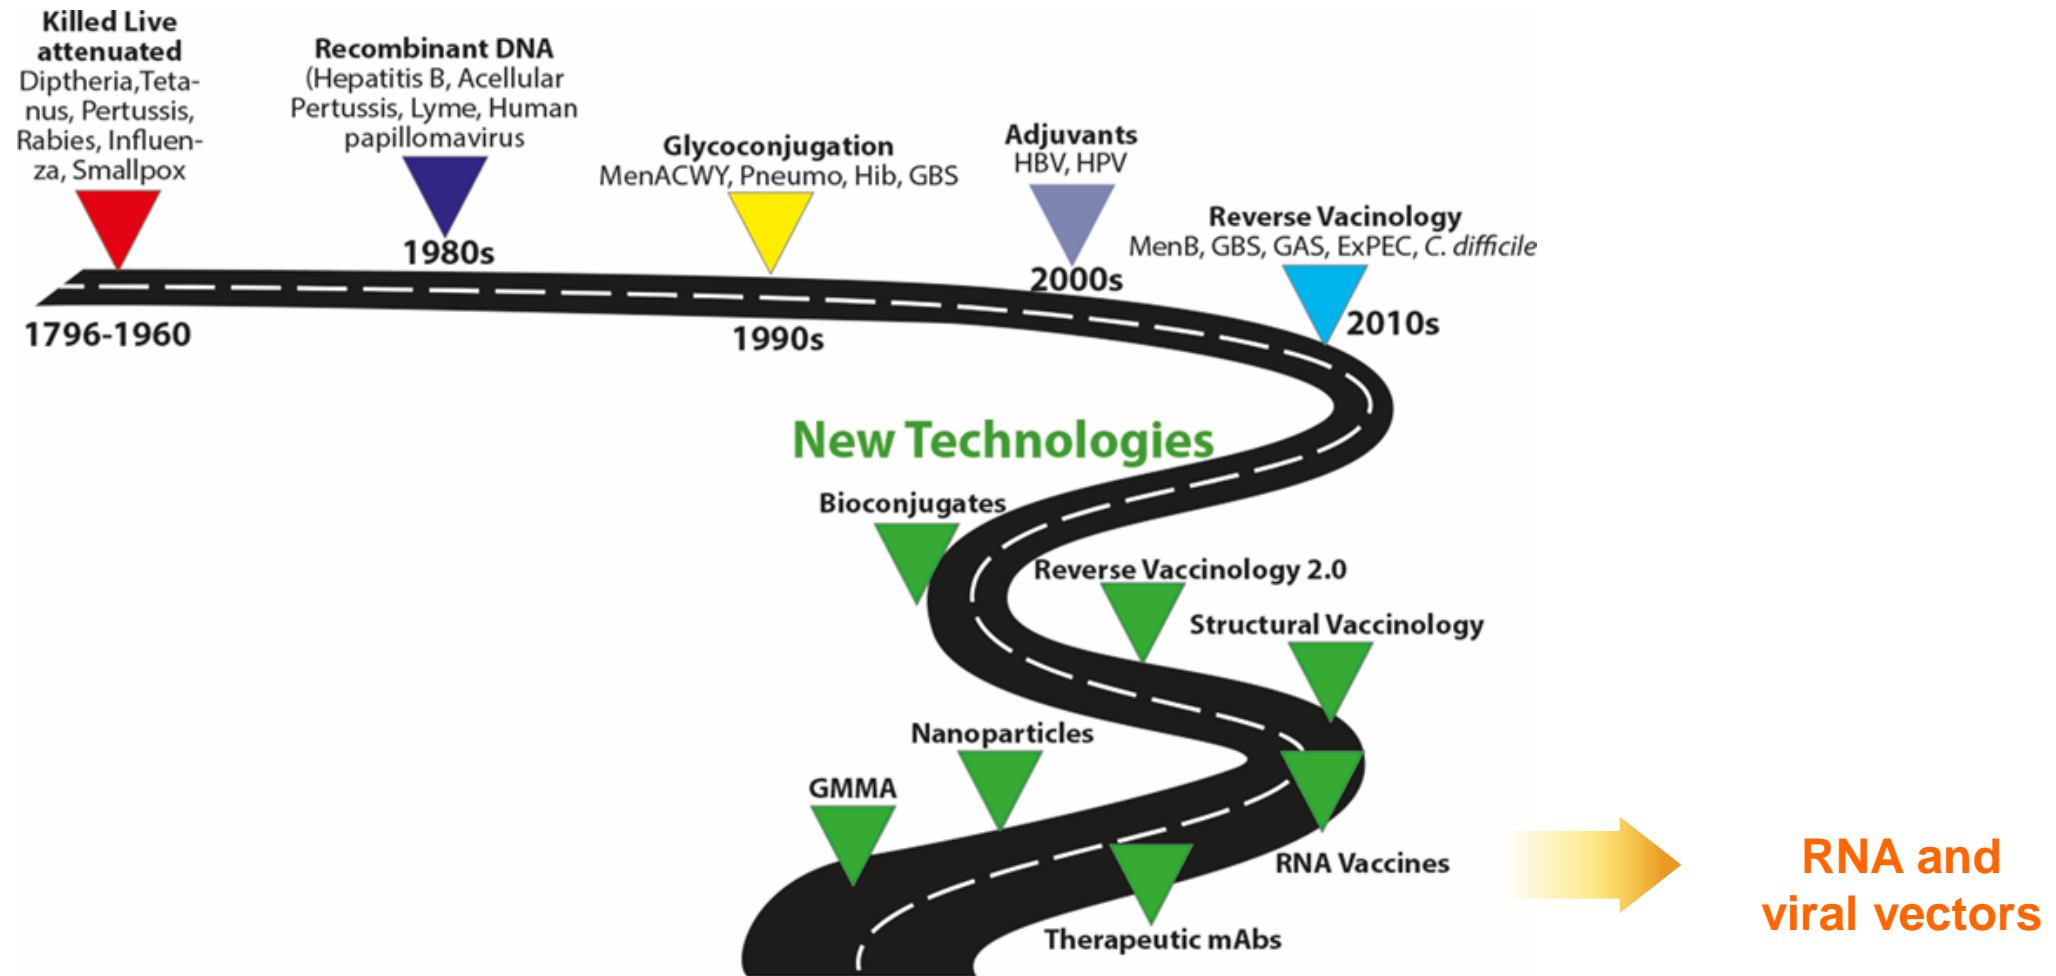 Killed Live
attenuated
Diptheria,Teta-
nus, Pertussis,
Rabies, Influen-
za, Smallpox
1796-1960
Recombinant DNA
(Hepatitis B, Acellular
Pertussis, Lyme, Human
papillomavirus
1980s
Glycoconjugation
MenACWY, Pneumo, Hib, GBS
1990s
Adjuvants
HBV, HPV
2000s
Reverse Vacinology
MenB, GBS, GAS, ExPEC, C. difficile
2010s
New Technologies
Bioconjugates
Reverse Vaccinology 2.0
Structural Vaccinology
Nanoparticles
GMMA
RNA Vaccines
Therapeutic mAbs
RNA and
viral vectors